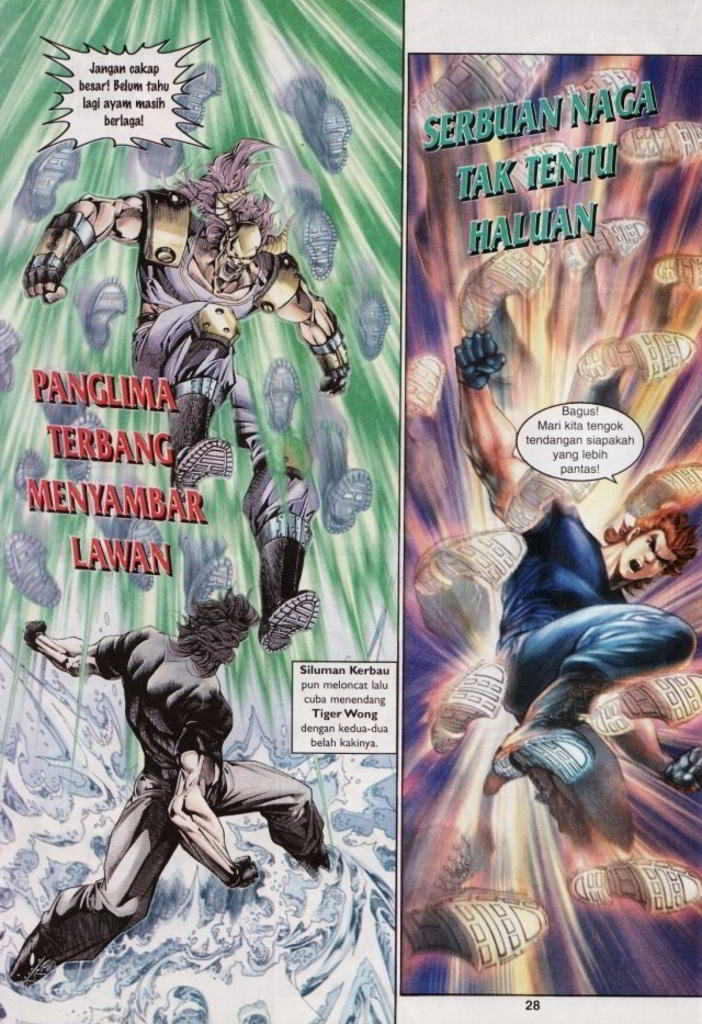 Jangan cakap
besar! Belum tahu
lagi ayam masih
berlaga!
PANGLIMA
TERBANG
MENYAMBAR
LAWAN
Siluman Kerbau
pun meloncat lalu
cuba menendang
Tiger Wong
dengan kedua-dua
belah kakinya.
SERBUAN NAGA
TAK TENTU
HALUAN
Bagus!
Mari kita tengok
tendangan siapakah
yang lebih
pantas!
28